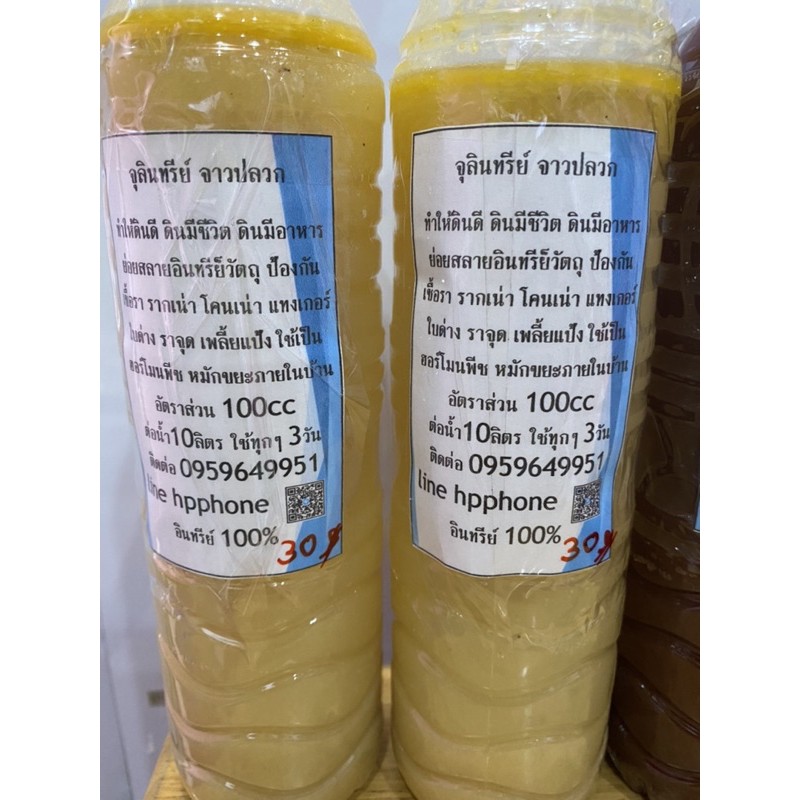 จุลินทรีย์ จาวปลวก
ทำให้ดินดี ดินมีชีวิต ดินมีอาหาร
ย่อยสลายอินทรีย์วัตถุ ป้องกัน
เชื้อรา รากเน่า โคนเน่า แทงเกอร์
ใบด่าง ราจุด เพลี้ยแป้ง ใช้เป็น
ฮอร์โมนพืช หมักขยะภายในบ้าน
อัตราส่วน 100cc
ต่อน้ำ10ลิตร ใช้ทุกๆ 3วัน
ติดต่อ 0959649951
line hpphone
อินทรีย์ 100%
30
จุลินทรีย์ จาวปลวก
ทำให้ดินดี ดินมีชีวิต ดินมีอาหาร
ย่อยสลายอินทรีย์วัตถุ ป้องกัน
เชื้อรา รากเน่า โคนเน่า แทงเกอร์
ใบด่าง ราจุด เพลี้ยแป้ง ใช้เป็น
ฮอร์โมนพืช หมักขยะภายในบ้าน
อัตราส่วน 100cc
ต่อน้ำ10ลิตร ใช้ทุกๆ 3วัน
ติดต่อ 0959649951
line hpphone
อินทรีย์ 100%
30